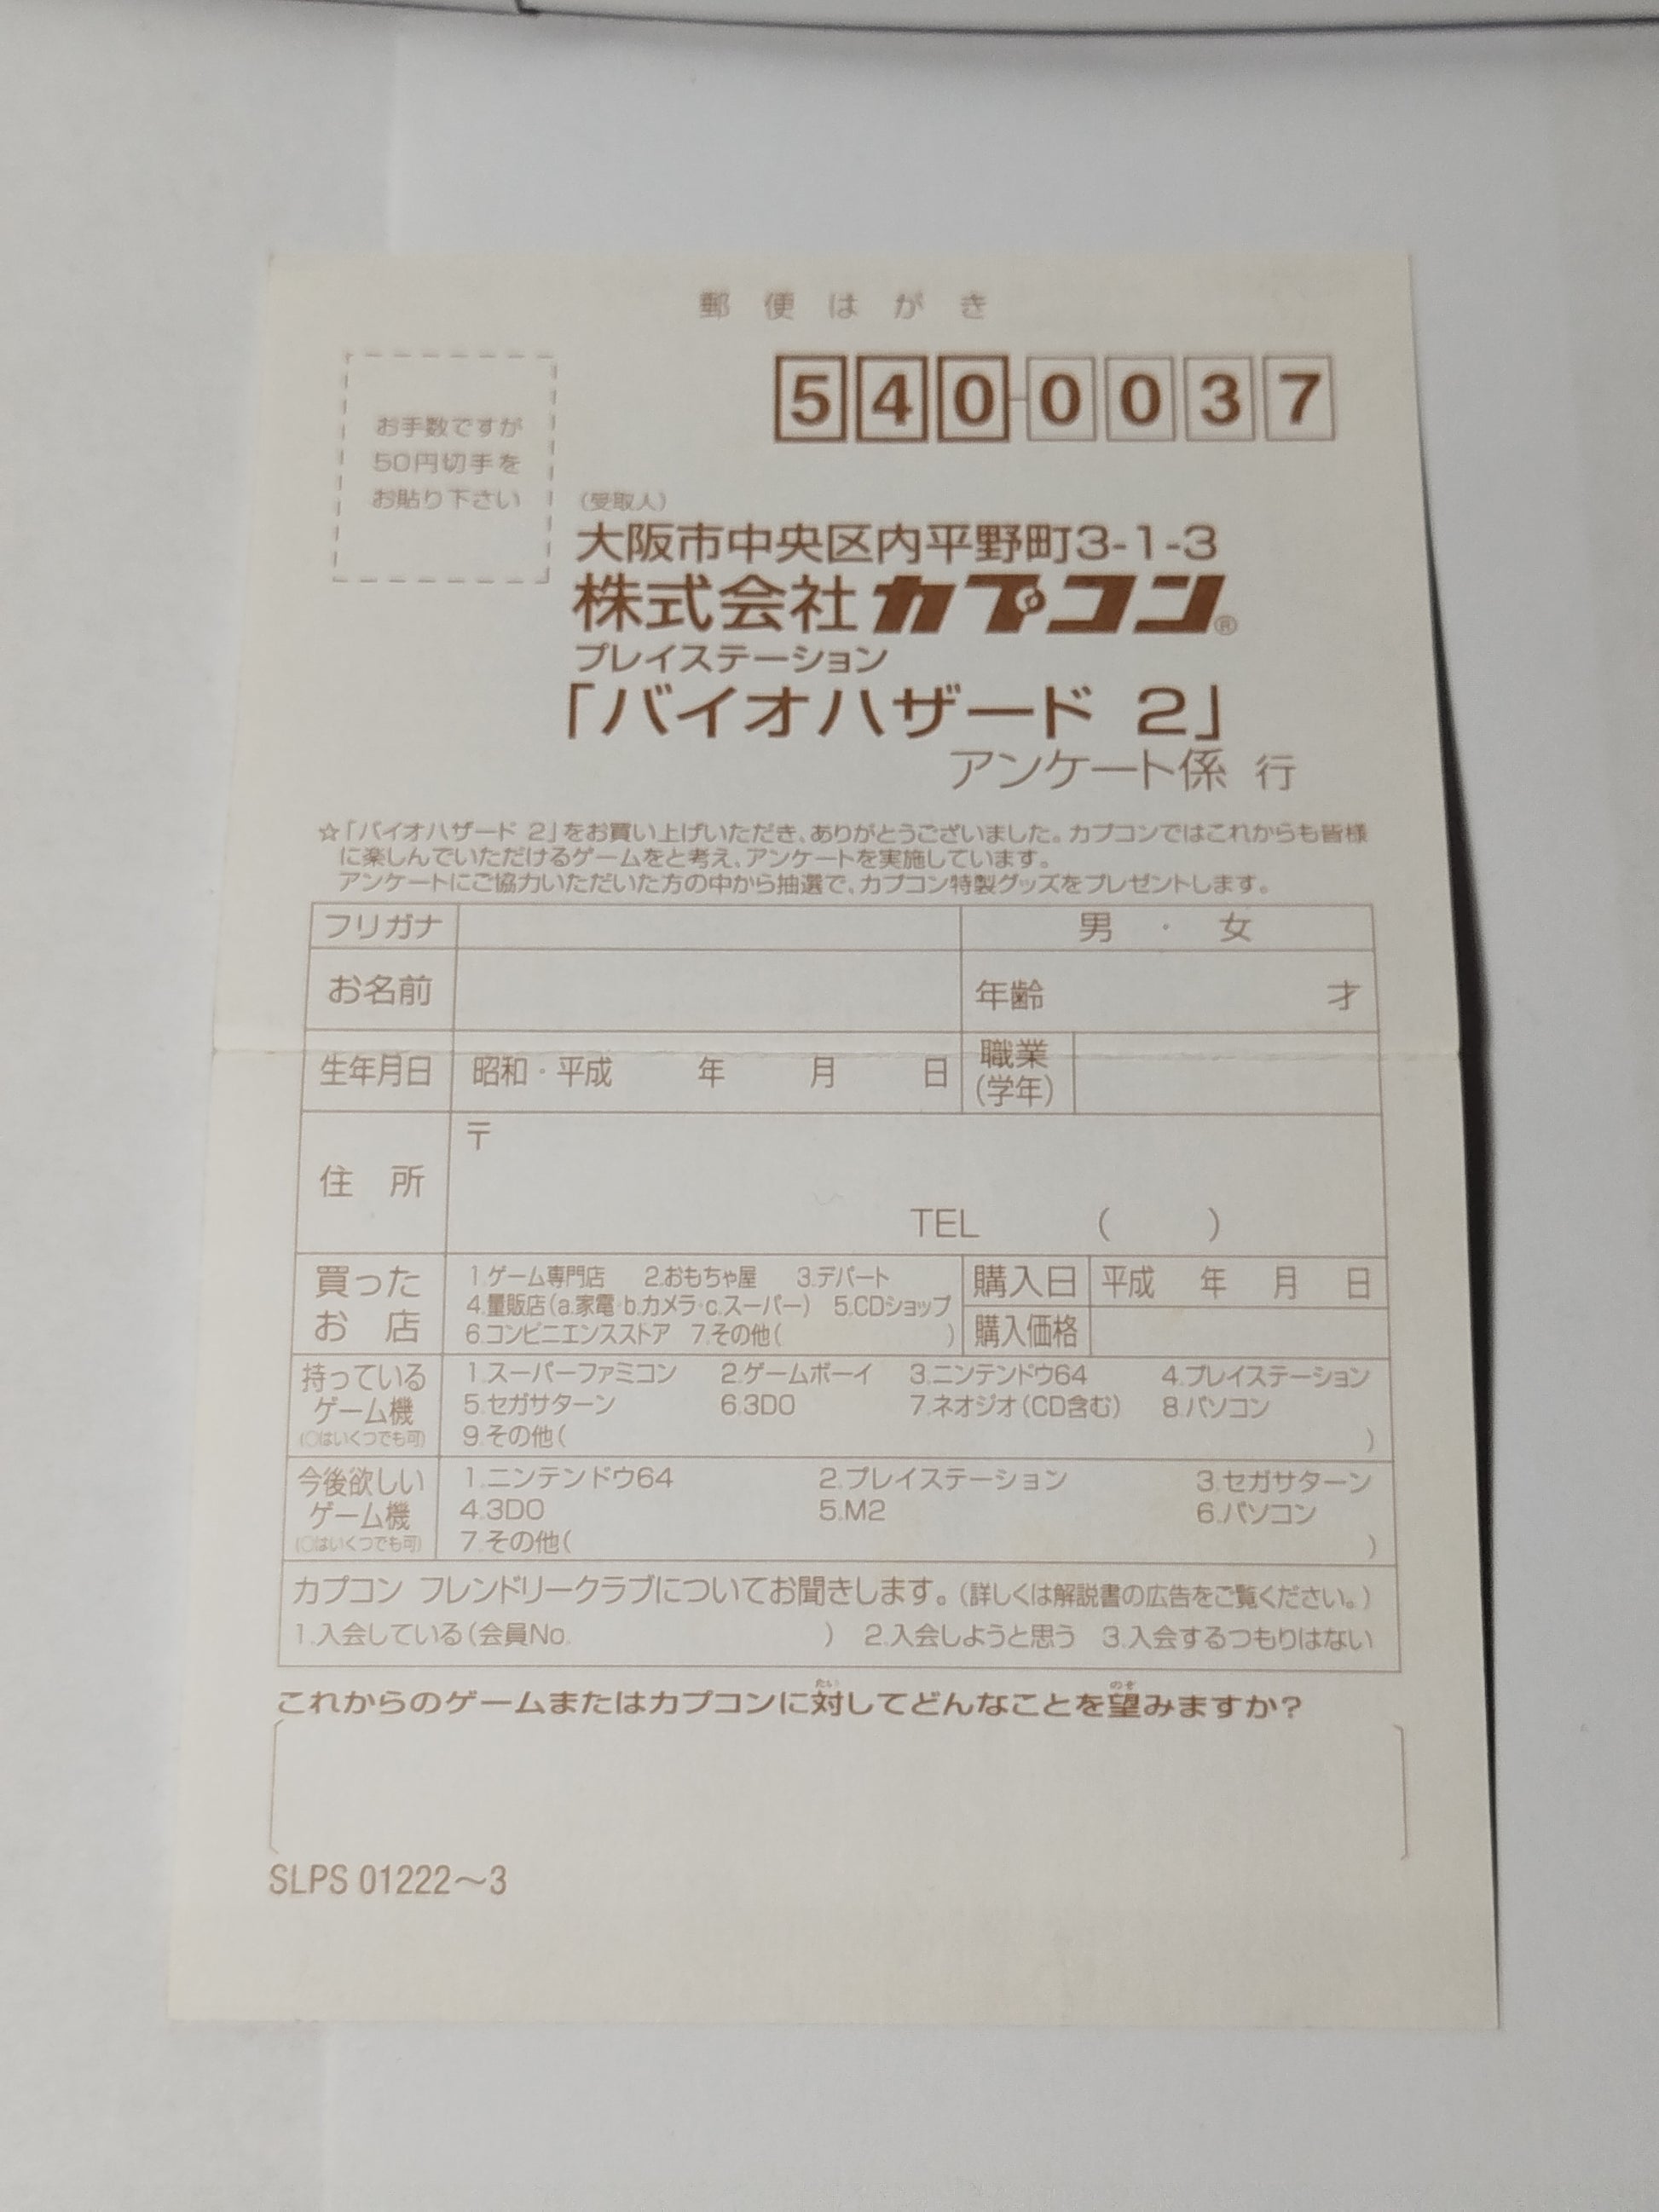 郵便はがき
540-0037
お手数ですが
50円切手を
お貼り下さい
(受取人)
大阪市中央区内平野町3-1-3
株式会社カプコン®
プレイステーション
「バイオハザード 2」
アンケート係 行
☆「バイオハザード 2」をお買い上げいただき、ありがとうございました。カプコンではこれからも皆様
に楽しんでいただけるゲームをと考え、アンケートを実施しています。
アンケートにご協力いただいた方の中から抽選で、カプコン特製グッズをプレゼントします。
フリガナ 男 ・ 女
お名前 年齢 才
生年月日 昭和・平成 年 月 日 職業
(学年)
住 所 〒
TEL ( )
買った
お 店
1.ゲーム専門店 2.おもちゃ屋 3.デパート
4.量販店(a.家電・b.カメラ・c.スーパー) 5.CDショップ
6.コンビニエンスストア 7.その他( )
購入日 平成 年 月 日
購入価格
持っている
ゲーム機
(○はいくつでも可)
1.スーパーファミコン 2.ゲームボーイ 3.ニンテンドウ64 4.プレイステーション
5.セガサターン 6.3DO 7.ネオジオ(CD含む) 8.パソコン
9.その他( )
今後欲しい
ゲーム機
(○はいくつでも可)
1.ニンテンドウ64 2.プレイステーション 3.セガサターン
4.3DO 5.M2 6.パソコン
7.その他( )
カプコン フレンドリークラブについてお聞きします。(詳しくは解説書の広告をご覧ください。)
1.入会している(会員No. ) 2.入会しようと思う 3.入会するつもりはない
たい のぞ
これからのゲームまたはカプコンに対してどんなことを望みますか?
SLPS 01222〜3